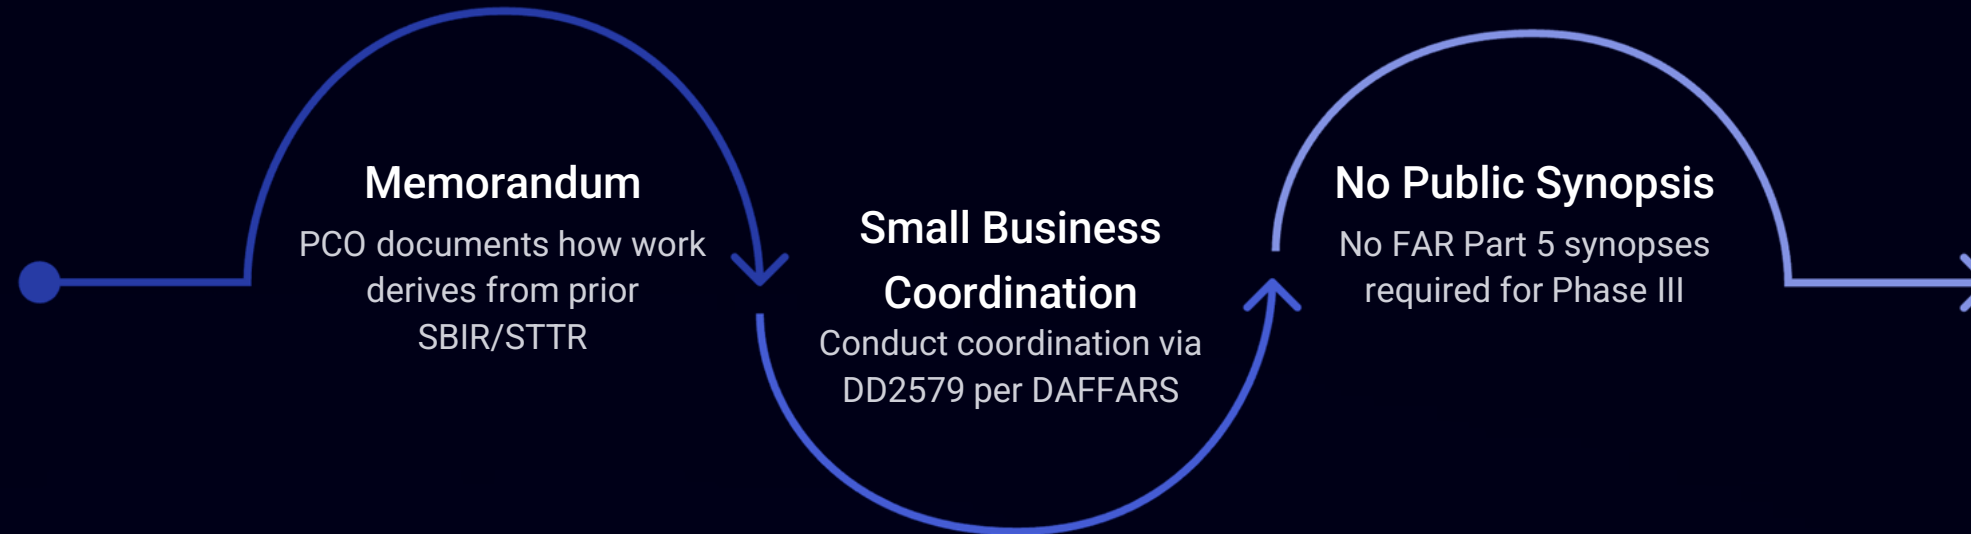 Memorandum
PCO documents how work
derives from prior
SBIR/STTR
Small Business
Coordination
Conduct coordination via
DD2579 per DAFFARS
No Public Synopsis
No FAR Part 5 synopses
required for Phase III